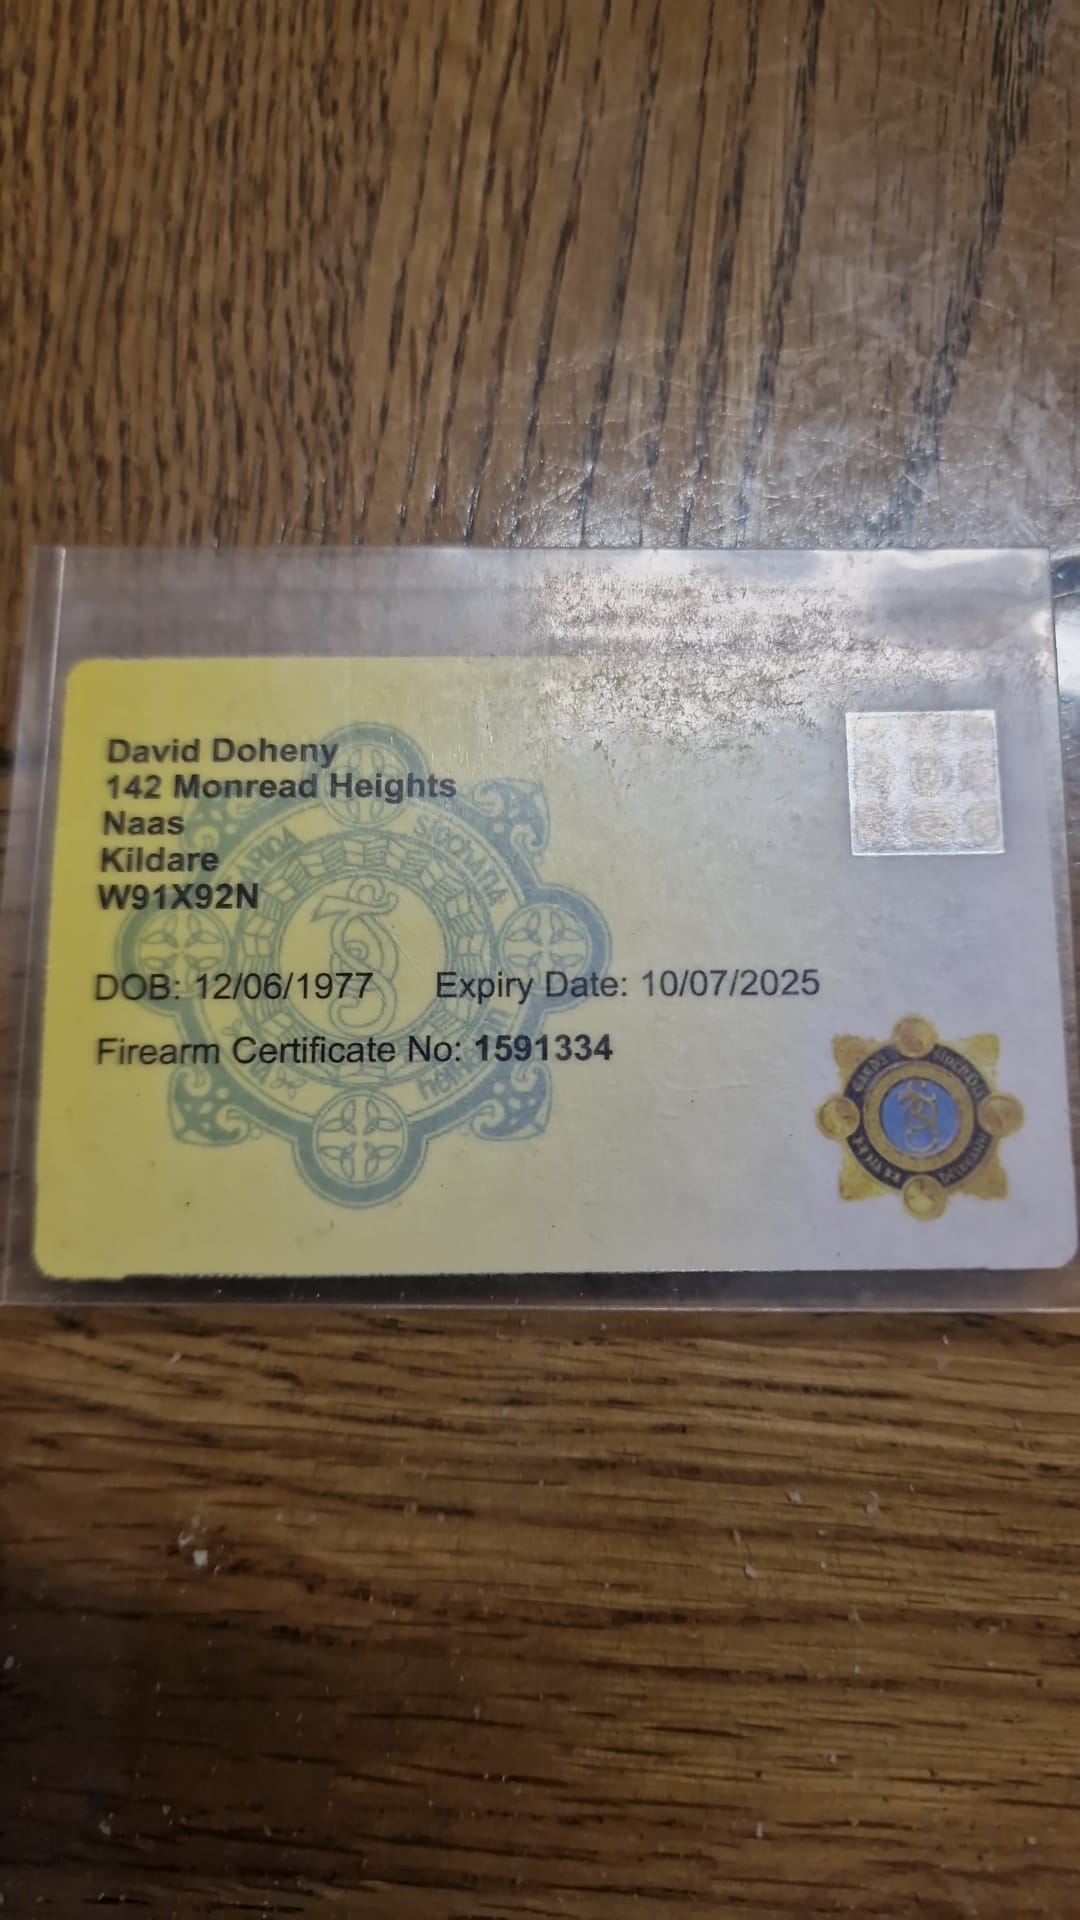 David Doheny
142 Monread Heights
Naas
Kildare
W91X92N
DOB: 12/06/1977 Expiry Date: 10/07/2025
Firearm Certificate No: 1591334